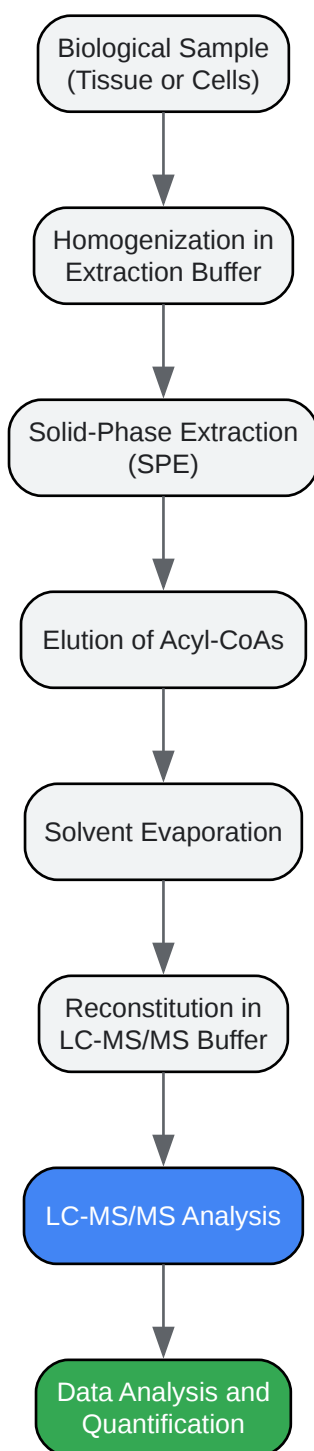 Biological Sample
(Tissue or Cells)
Homogenization in
Extraction Buffer
Solid-Phase Extraction
(SPE)
Elution of Acyl-CoAs
Solvent Evaporation
Reconstitution in
LC-MS/MS Buffer
LC-MS/MS Analysis
Data Analysis and
Quantification